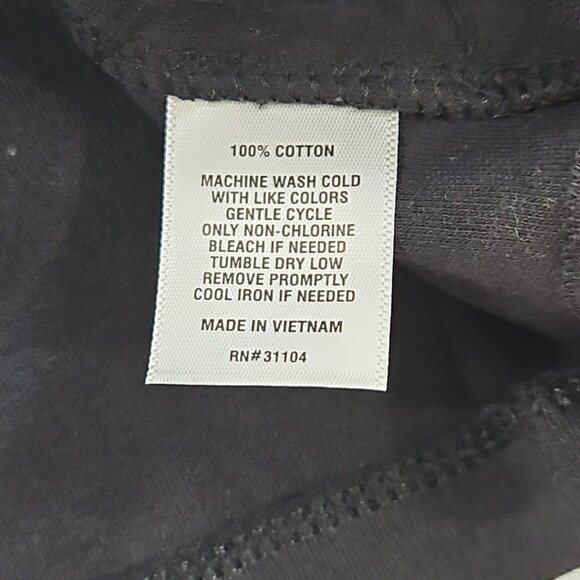 100% COTTON
MACHINE WASH COLD
WITH LIKE COLORS
GENTLE CYCLE
ONLY NON-CHLORINE
BLEACH IF NEEDED
TUMBLE DRY LOW
REMOVE PROMPTLY
COOL IRON IF NEEDED
MADE IN VIETNAM
RN#31104